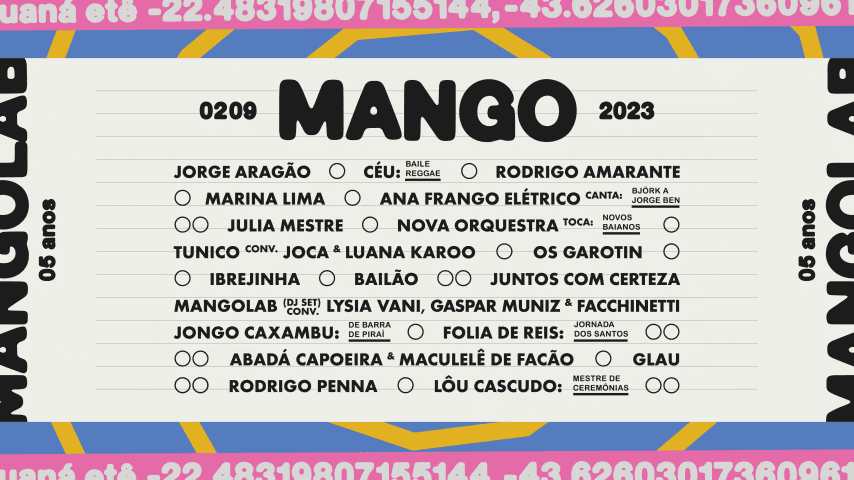 uaná etê -22.48319807155144,-43.6260301736096
MANGOLAB
05 anos
0209 MANGO 2023
JORGE ARAGÃO CÉU: BAILE REGGAE RODRIGO AMARANTE
MARINA LIMA ANA FRANGO ELÉTRICO CANTA: BJÖRK A JORGE BEN
JULIA MESTRE NOVA ORQUESTRA TOCA: NOVOS BAIANOS
TUNICO CONV. JOCA & LUANA KAROO OS GAROTIN
IBREJINHA BAILÃO JUNTOS COM CERTEZA
MANGOLAB (DJ SET) CONV. LYSIA VANI, GASPAR MUNIZ & FACCHINETTI
JONGO CAXAMBU: DE BARRA DE PIRAÍ FOLIA DE REIS: JORNADA DOS SANTOS
ABADÁ CAPOEIRA & MACULELÊ DE FACÃO GLAU
RODRIGO PENNA LÔU CASCUDO: MESTRE DE CEREMÔNIAS
05 anos
MANGOLAB
uaná etê -22.48319807155144,-43.62603017360961